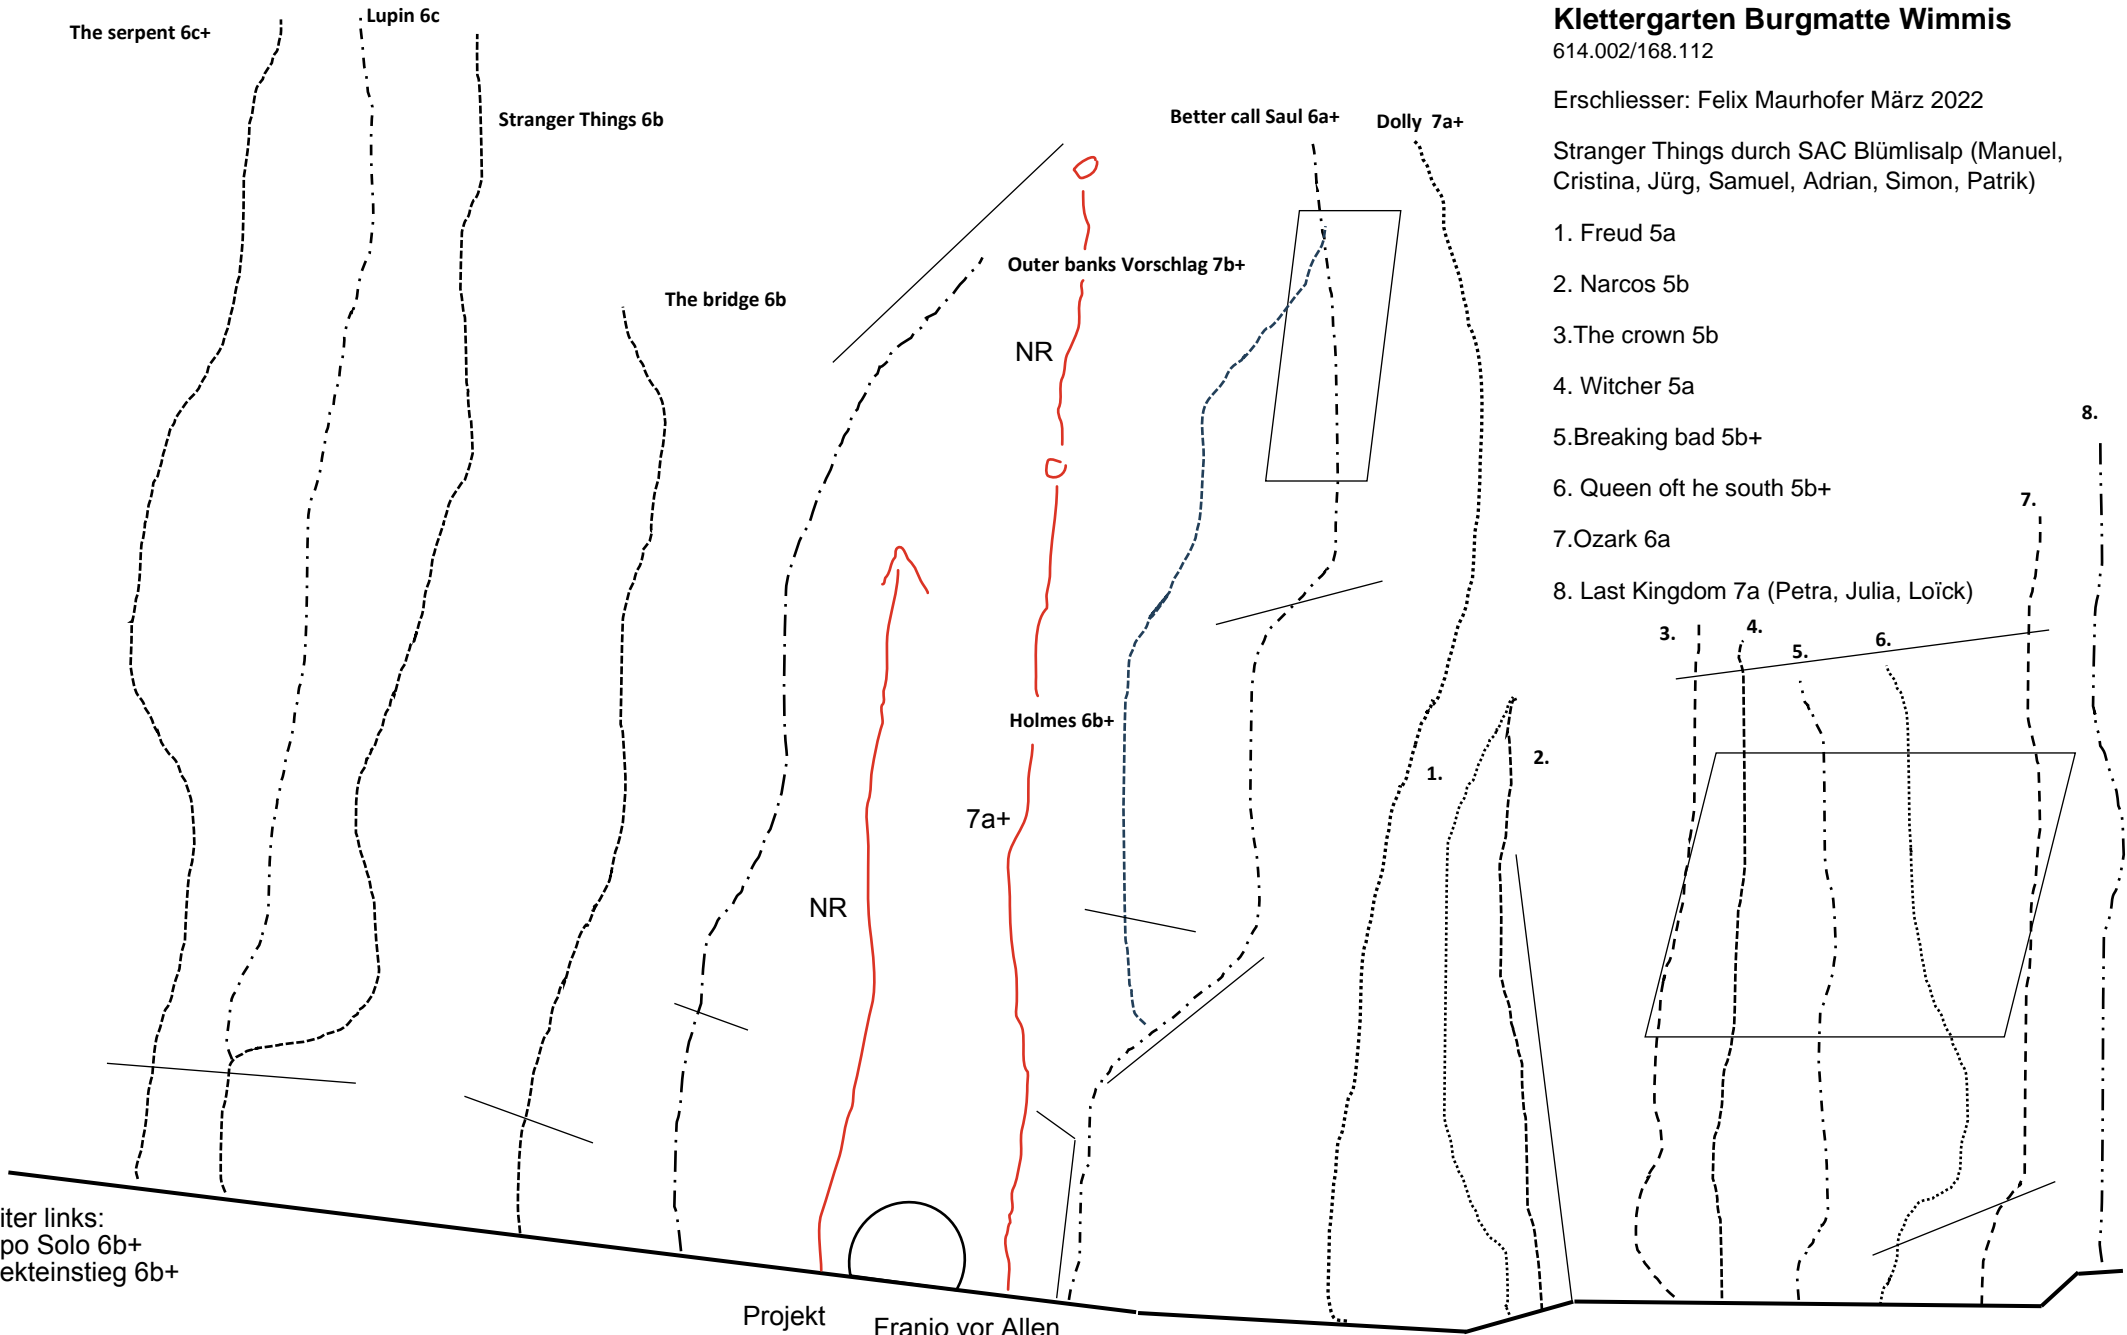 The serpent 6c+
Lupin 6c
Stranger Things 6b
The bridge 6b
Outer banks Vorschlag 7b+
Better call Saul 6a+
Dolly 7a+
NR
Holmes 6b+
7a+
NR
Klettergarten Burgmatte Wimmis
614.002/168.112
Erschliesser: Felix Maurhofer März 2022
Stranger Things durch SAC Blümlisalp (Manuel,
Cristina, Jürg, Samuel, Adrian, Simon, Patrik)
1. Freud 5a
2. Narcos 5b
3.The crown 5b
4. Witcher 5a
5.Breaking bad 5b+
6. Queen oft he south 5b+
7.Ozark 6a
8. Last Kingdom 7a (Petra, Julia, Loïck)
1.
2.
3.
4.
5.
6.
7.
8.
iter links:
po Solo 6b+
ekteinstieg 6b+
Projekt
Franjo vor Allen